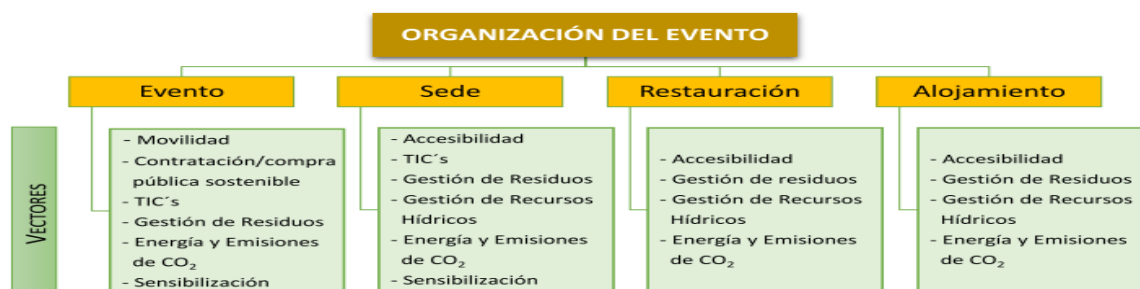 ORGANIZACIÓN DEL EVENTO
Evento
Sede
Restauración
Alojamiento
VECTORES
- Movilidad
- Contratación/compra
pública sostenible
- TIC´s
- Gestión de Residuos
- Energía y Emisiones
de CO₂
- Sensibilización
- Accesibilidad
- TIC´s
- Gestión de Residuos
- Gestión de Recursos
Hídricos
- Energía y Emisiones
de CO₂
- Sensibilización
- Accesibilidad
- Gestión de residuos
- Gestión de Recursos
Hídricos
- Energía y Emisiones
de CO₂
- Accesibilidad
- Gestión de Residuos
- Gestión de Recursos
Hídricos
- Energía y Emisiones
de CO₂